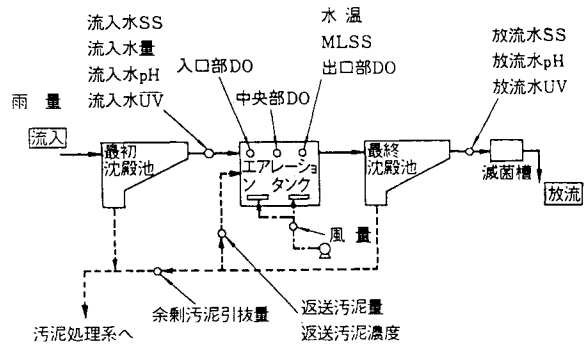 流入水SS
流入水量
流入水pH
流入水UV
雨量
流入
入口部DO
中央部DO
水温
MLSS
出口部DO
放流水SS
放流水pH
放流水UV
最初
沈殿池
エアレーショ
ン タンク
最終
沈殿池
滅菌槽
放流
風量
余剰汚泥引抜量
返送汚泥量
返送汚泥濃度
汚泥処理系へ